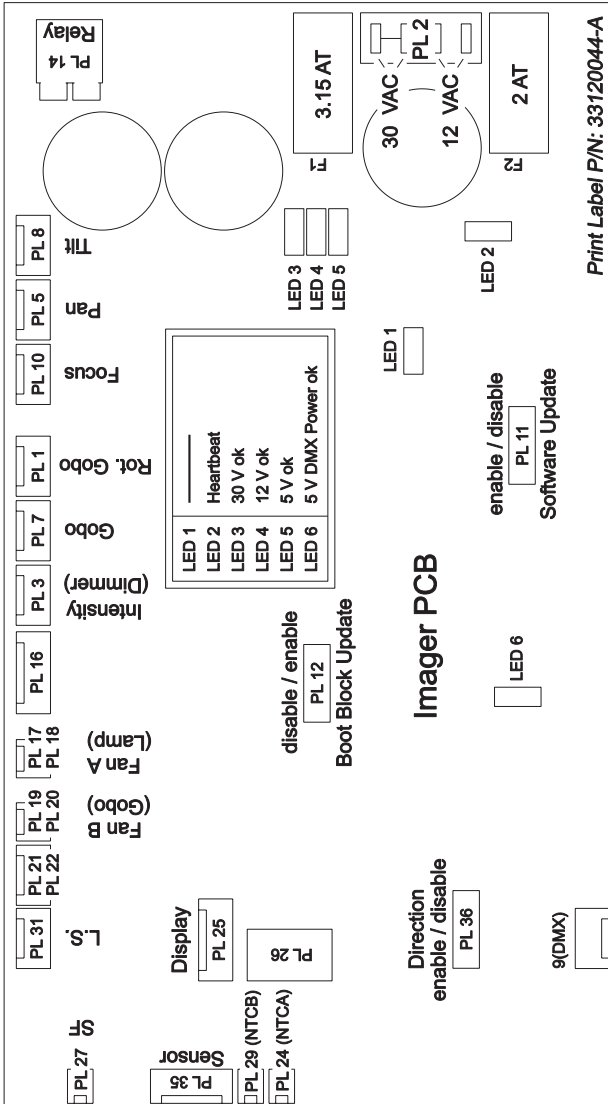 PL 14
Relay
3.15 AT
F1
PL 2
30 VAC
12 VAC
2 AT
F2
Print Label P/N: 33120044-A
PL 8
Tilt
PL 5
Pan
PL 10
Focus
PL 1
Rot. Gobo
PL 7
Gobo
PL 3
Intensity
(Dimmer)
PL 16
PL 17
PL 18
Fan A
(Lamp)
PL 19
PL 20
Fan B
(Gobo)
PL 21
PL 22
PL 31
L.S.
PL 27
ST
LED 3
LED 4
LED 5
LED 2
LED 1
LED 1
LED 2 Heartbeat
LED 3 30 V ok
LED 4 12 V ok
LED 5 5 V ok
LED 6 5 V DMX Power ok
enable / disable
PL 11
Software Update
disable / enable
PL 12
Boot Block Update
Imager PCB
LED 6
Display
PL 25
PL 26
Sensor
PL 35
PL 29 (NTCB)
PL 24 (NTCA)
Direction
enable / disable
PL 36
9(DMX)